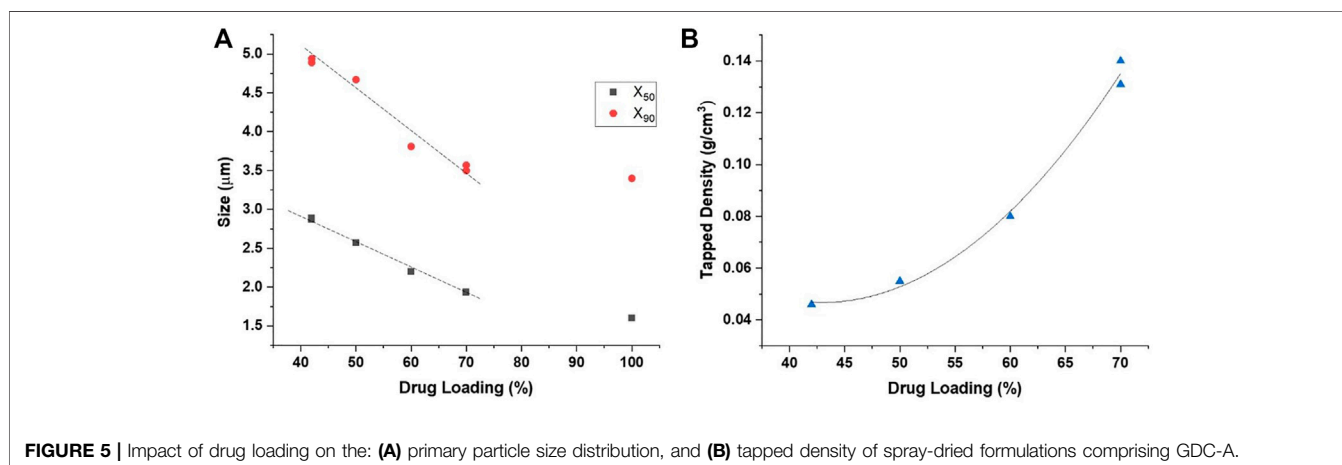 A
5.0
4.5
4.0
3.5
3.0
2.5
2.0
1.5
Size (μm)
40 50 60 70 80 90 100
Drug Loading (%)
X50
X90
B
0.14
0.12
0.10
0.08
0.06
0.04
Tapped Density (g/cm³)
40 45 50 55 60 65 70
Drug Loading (%)
FIGURE 5 | Impact of drug loading on the: (A) primary particle size distribution, and (B) tapped density of spray-dried formulations comprising GDC-A.